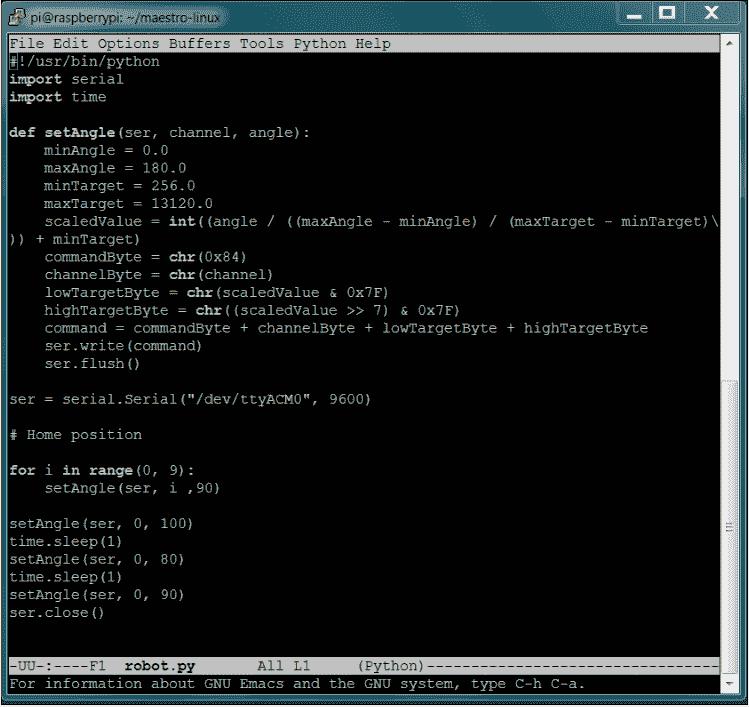 pi@raspberrypi: ~/maestro-linux
File Edit Options Buffers Tools Python Help
#!/usr/bin/python
import serial
import time

def setAngle(ser, channel, angle):
    minAngle = 0.0
    maxAngle = 180.0
    minTarget = 256.0
    maxTarget = 13120.0
    scaledValue = int((angle / ((maxAngle - minAngle) / (maxTarget - minTarget)\
)) + minTarget)
    commandByte = chr(0x84)
    channelByte = chr(channel)
    lowTargetByte = chr(scaledValue & 0x7F)
    highTargetByte = chr((scaledValue >> 7) & 0x7F)
    command = commandByte + channelByte + lowTargetByte + highTargetByte
    ser.write(command)
    ser.flush()

ser = serial.Serial("/dev/ttyACM0", 9600)

# Home position

for i in range(0, 9):
    setAngle(ser, i ,90)

setAngle(ser, 0, 100)
time.sleep(1)
setAngle(ser, 0, 80)
time.sleep(1)
setAngle(ser, 0, 90)
ser.close()

-UU-:----F1  robot.py       All L1     (Python)--------------------------------
For information about GNU Emacs and the GNU system, type C-h C-a.